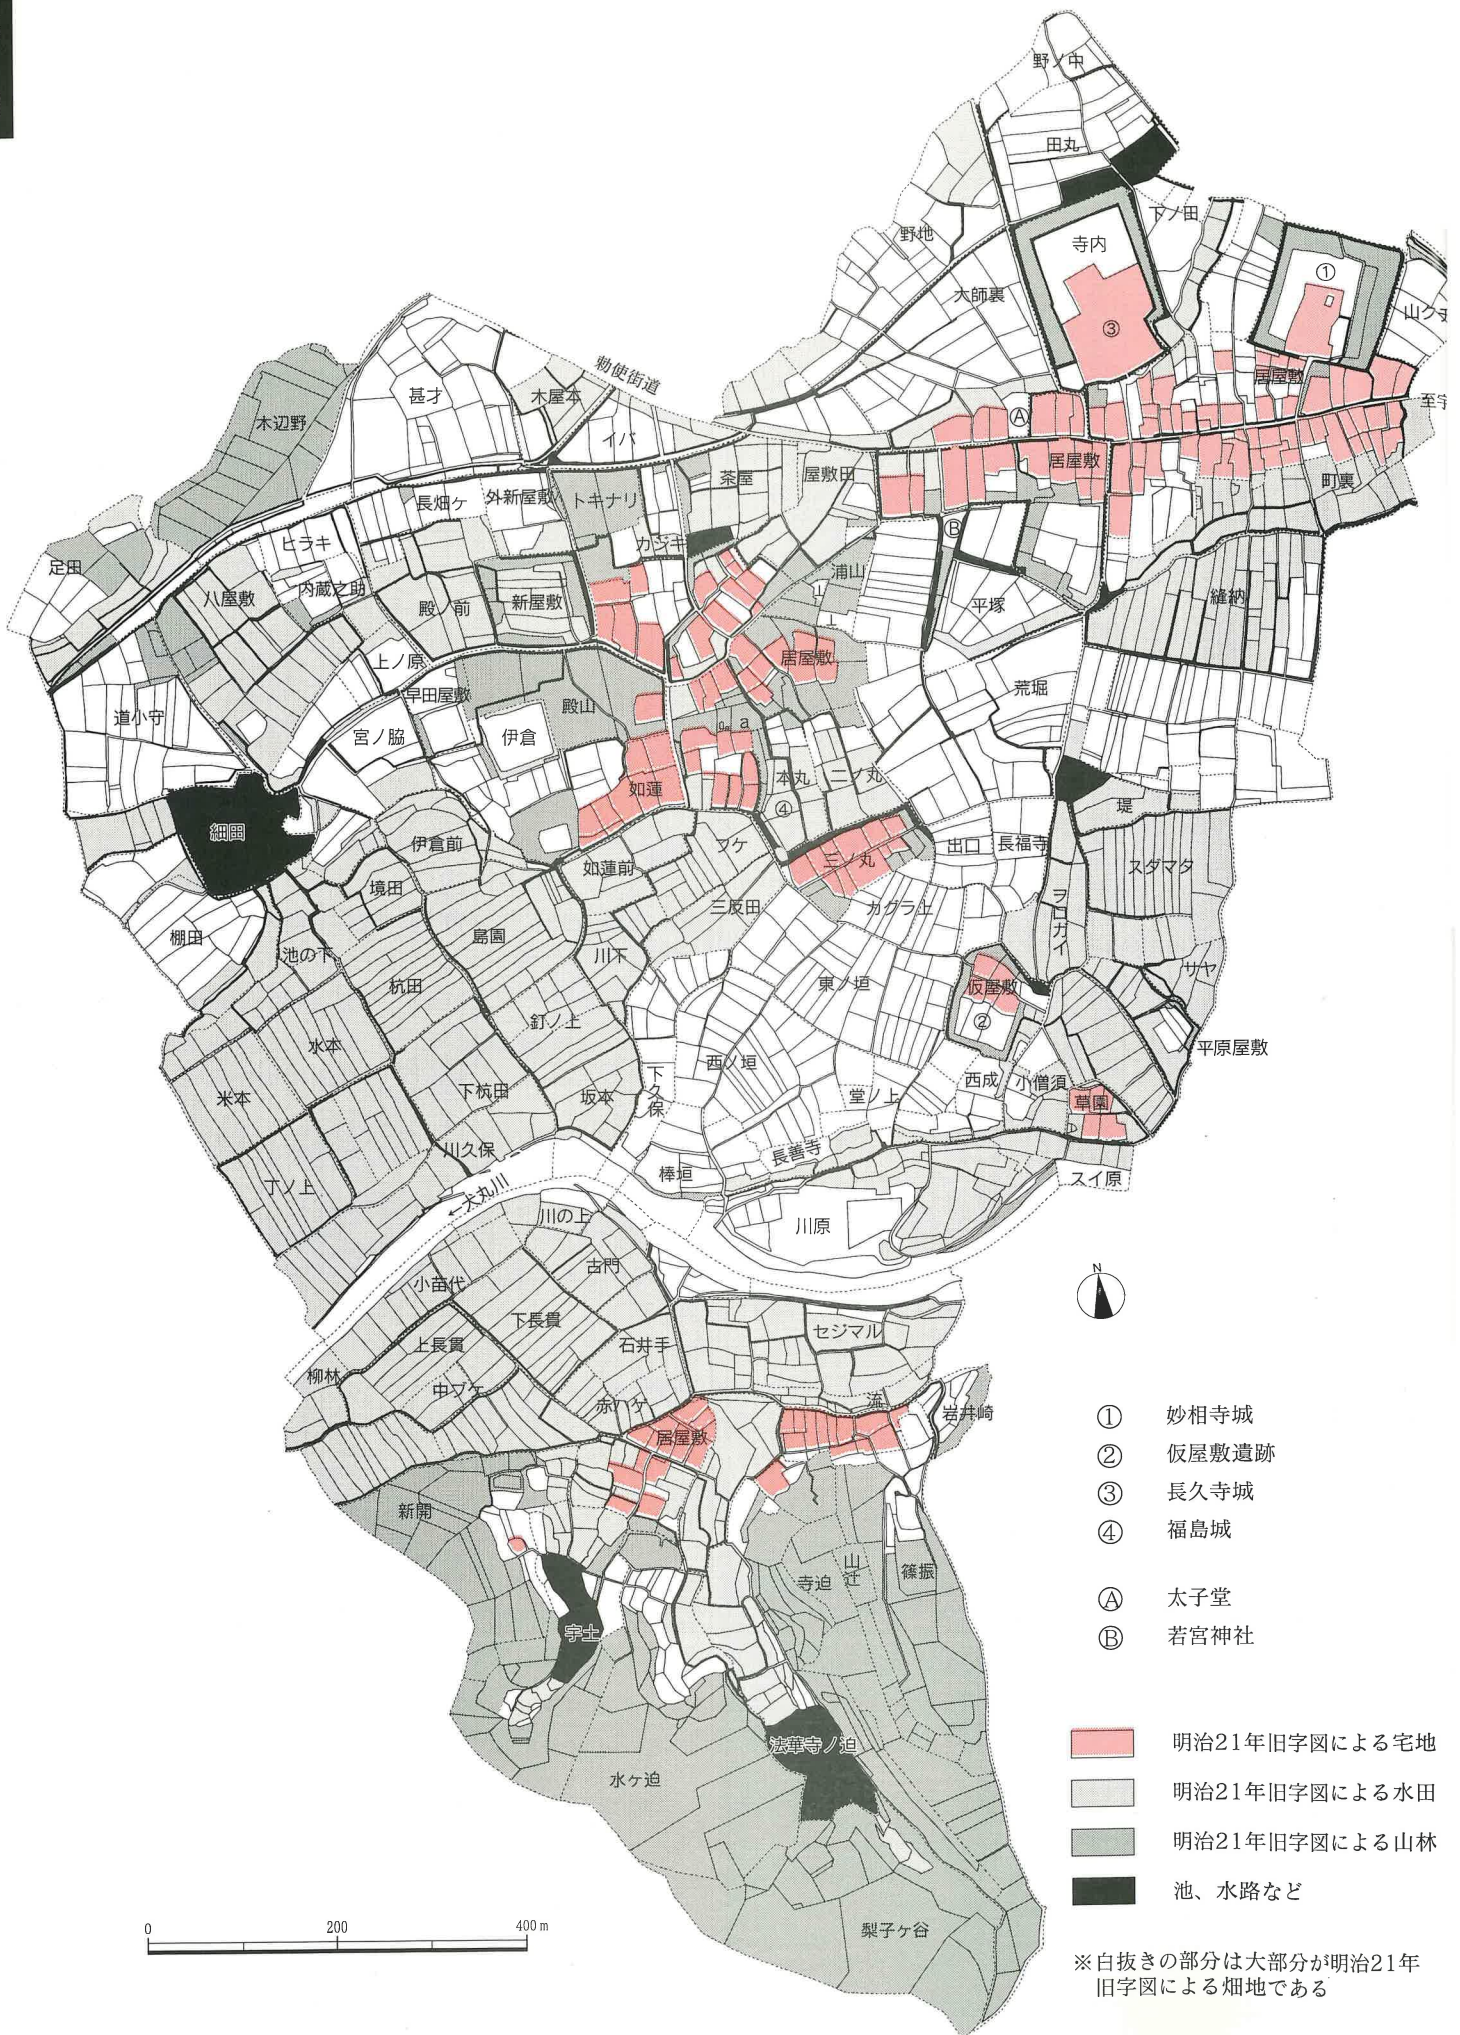 野ノ中
田丸
下ノ田
野地
寺内
①
大師裏
③
勅使街道
甚才
木屋本
木辺野
イバ
居屋敷
Ⓐ
居屋敷
茶屋
屋敷田
町裏
長畑ケ
外新屋敷
トキナリ
Ⓑ
ヒラキ
カジキ
足田
内蔵之助
浦山
八屋敷
殿ノ前
新屋敷
平塚
縫納
上ノ原
居屋敷
早田屋敷
荒堀
道小守
殿山
宮ノ脇
伊倉
a
本丸
二ノ丸
如蓮
④
堤
細田
伊倉前
フケ
出口
長福寺
三ノ丸
如蓮前
スダマタ
境田
三反田
カグラ上
ヲロガイ
棚田
島園
池の下
川下
サヤ
杭田
東ノ垣
仮屋敷
釘ノ上
②
水本
平原屋敷
西ノ垣
米本
下杭田
坂本
下久保
西成
小僧須
堂ノ上
草園
川久保
長善寺
棒垣
スイ原
丁ノ上
←犬丸川
川の上
川原
古門
小苗代
N
下長貫
セジマル
上長貫
石井手
柳林
中フケ
赤ハケ
流
岩井崎
居屋敷
新開
山辻
寺迫
篠振
宇土
法華寺ノ迫
水ケ迫
梨子ヶ谷
① 妙相寺城
② 仮屋敷遺跡
③ 長久寺城
④ 福島城
Ⓐ 太子堂
Ⓑ 若宮神社
明治21年旧字図による宅地
明治21年旧字図による水田
明治21年旧字図による山林
池、水路など
0 200 400 m
※白抜きの部分は大部分が明治21年
旧字図による畑地である